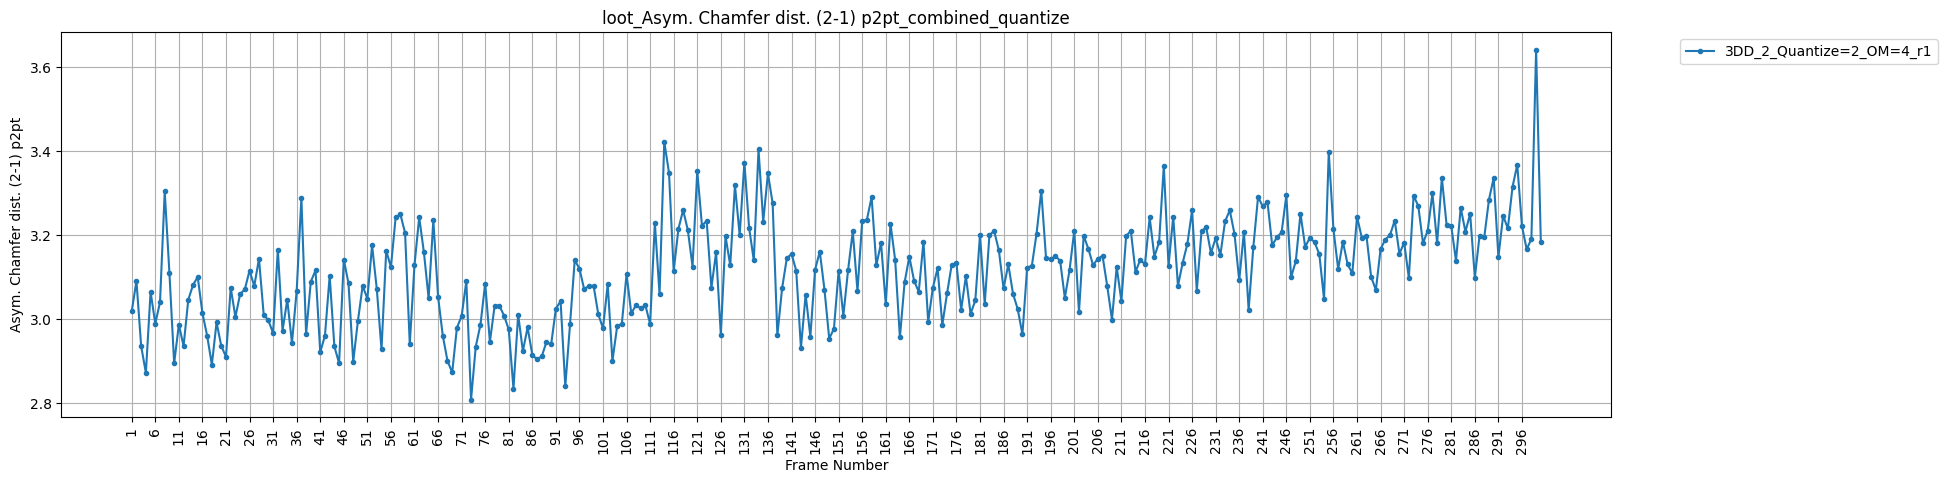 loot_Asym. Chamfer dist. (2-1) p2pt_combined_quantize
3DD_2_Quantize=2_OM=4_r1
Asym. Chamfer dist. (2-1) p2pt
3.6
3.4
3.2
3.0
2.8
1 6 11 16 21 26 31 36 41 46 51 56 61 66 71 76 81 86 91 96 101 106 111 116 121 126 131 136 141 146 151 156 161 166 171 176 181 186 191 196 201 206 211 216 221 226 231 236 241 246 251 256 261 266 271 276 281 286 291 296
Frame Number